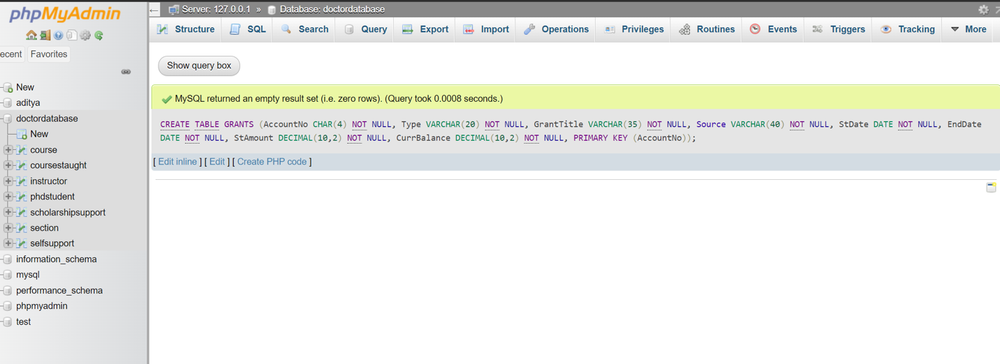 phpMyAdmin
ecent Favorites
New
aditya
doctordatabase
New
course
coursestaught
instructor
phdstudent
scholarshipsupport
section
selfsupport
information_schema
mysql
performance_schema
phpmyadmin
test
Server: 127.0.0.1 » Database: doctordatabase
Structure SQL Search Query Export Import Operations Privileges Routines Events Triggers Tracking More
Show query box
MySQL returned an empty result set (i.e. zero rows). (Query took 0.0008 seconds.)
CREATE TABLE GRANTS (AccountNo CHAR(4) NOT NULL, Type VARCHAR(20) NOT NULL, GrantTitle VARCHAR(35) NOT NULL, Source VARCHAR(40) NOT NULL, StDate DATE NOT NULL, EndDate
DATE NOT NULL, StAmount DECIMAL(10,2) NOT NULL, CurrBalance DECIMAL(10,2) NOT NULL, PRIMARY KEY (AccountNo));
[ Edit inline ] [ Edit ] [ Create PHP code ]